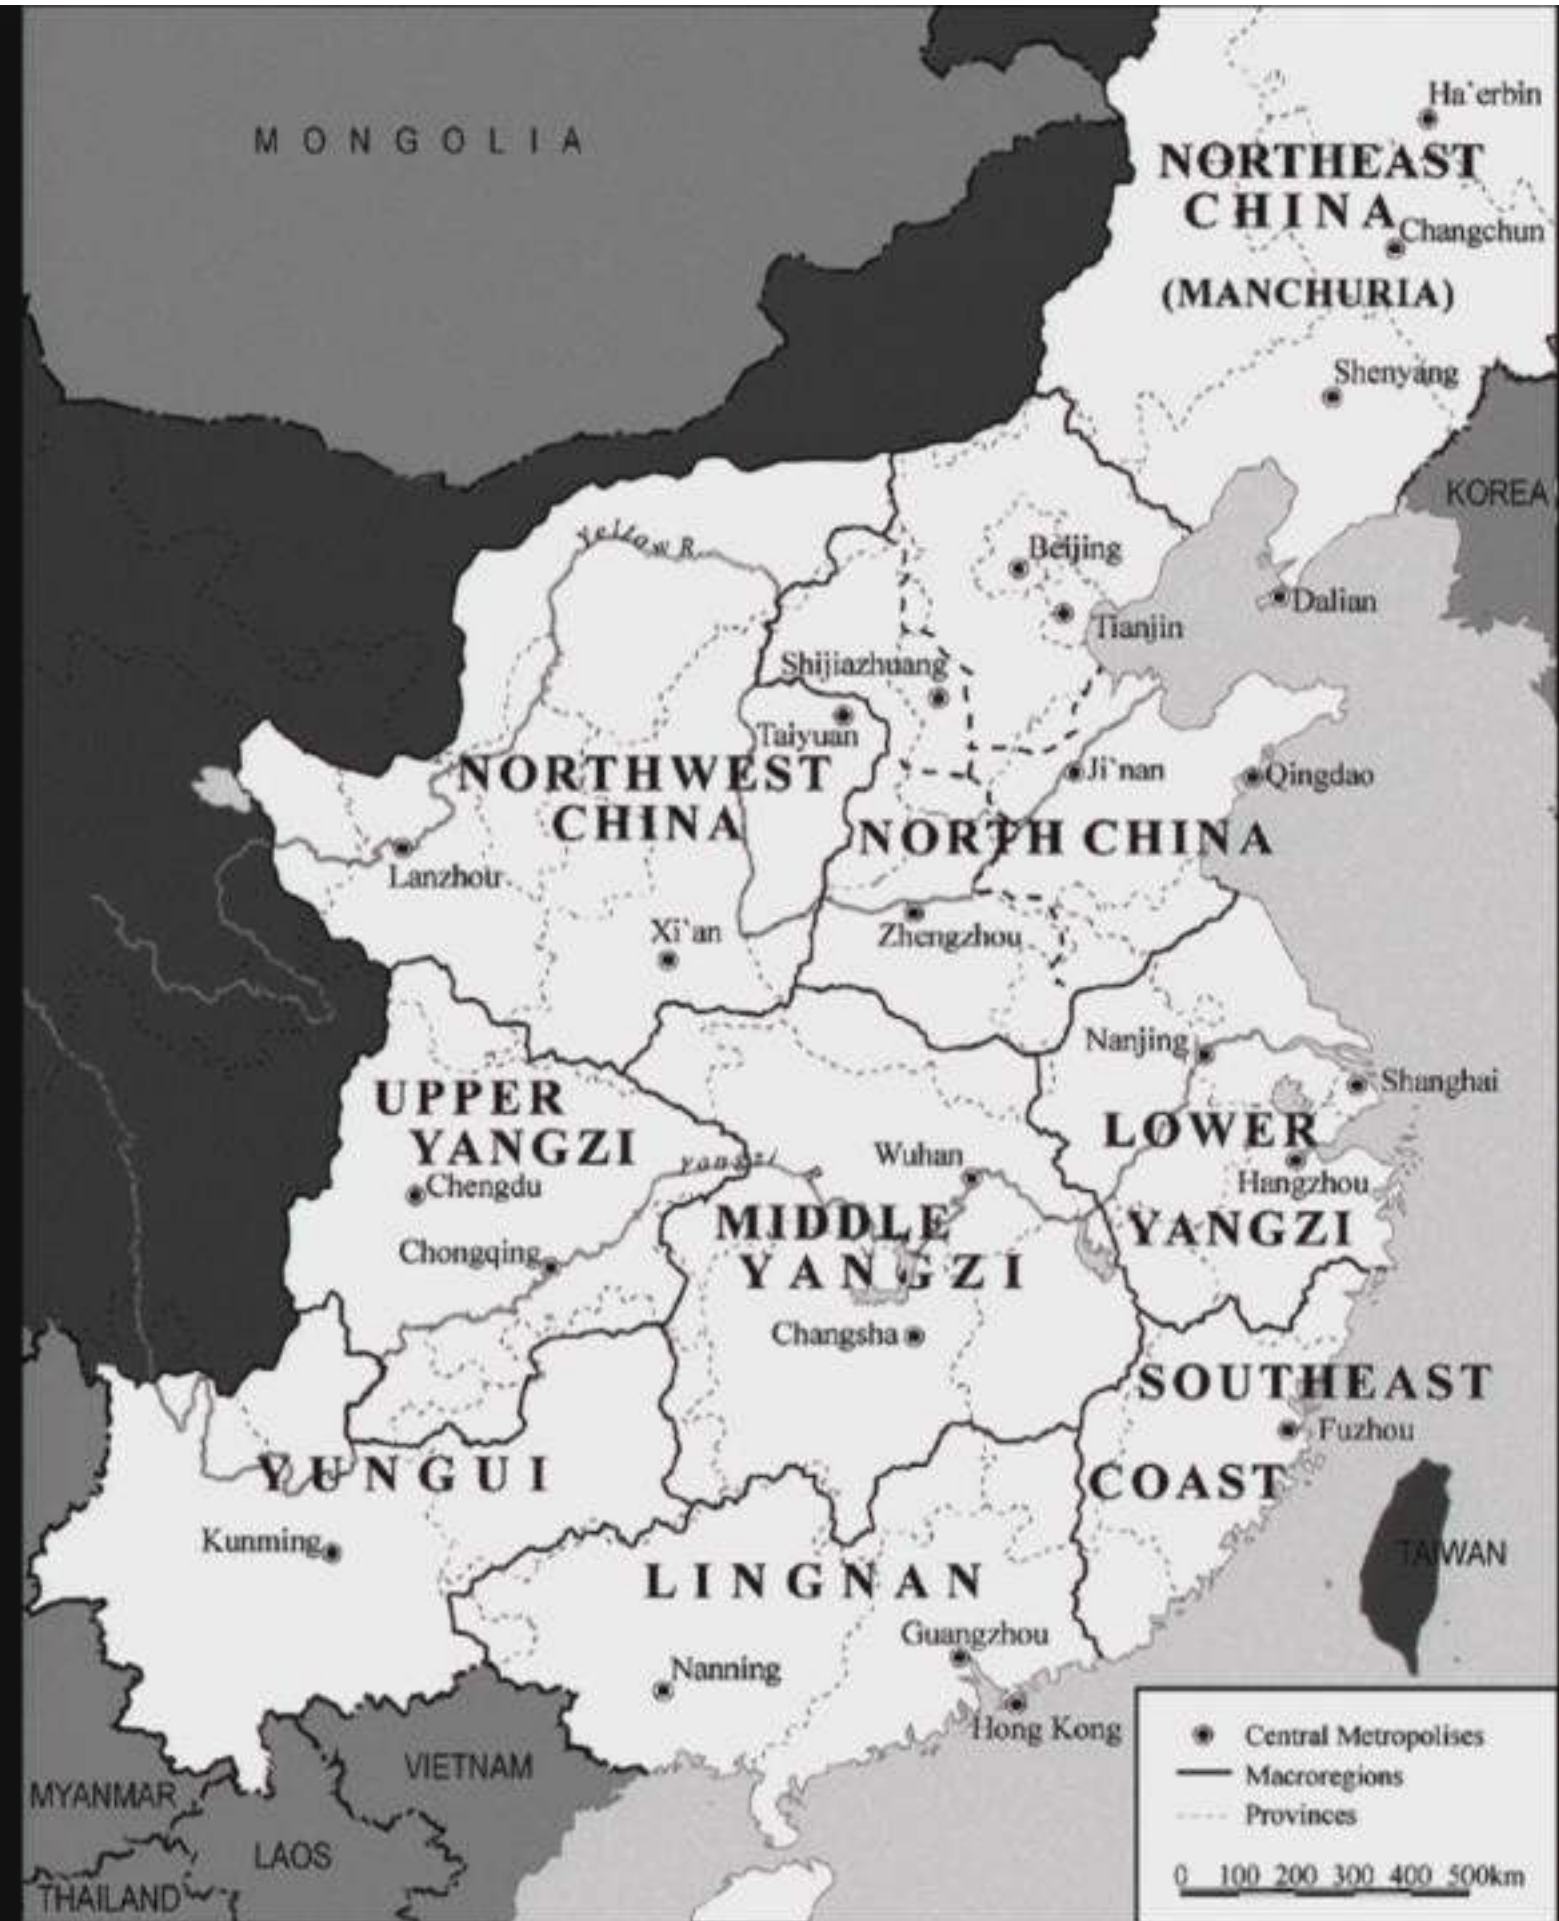 MONGOLIA
Ha`erbin
NORTHEAST
CHINA
Changchun
(MANCHURIA)
Shenyang
KOREA
Yellow R.
Beijing
Dalian
Tianjin
Shijiazhuang
Taiyuan
NORTHWEST
CHINA
Ji`nan
Qingdao
NORTH CHINA
Lanzhou
Xi`an
Zhengzhou
Nanjing
Shanghai
UPPER
YANGZI
LOWER
YANGZI
Chengdu
Yangzi R.
Wuhan
Hangzhou
MIDDLE
YANGZI
Chongqing
Changsha
SOUTHEAST
COAST
Fuzhou
YUNGUI
Kunming
LINGNAN
TAIWAN
Guangzhou
Nanning
Hong Kong
VIETNAM
MYANMAR
LAOS
THAILAND
Central Metropolises
Macroregions
Provinces
0 100 200 300 400 500km